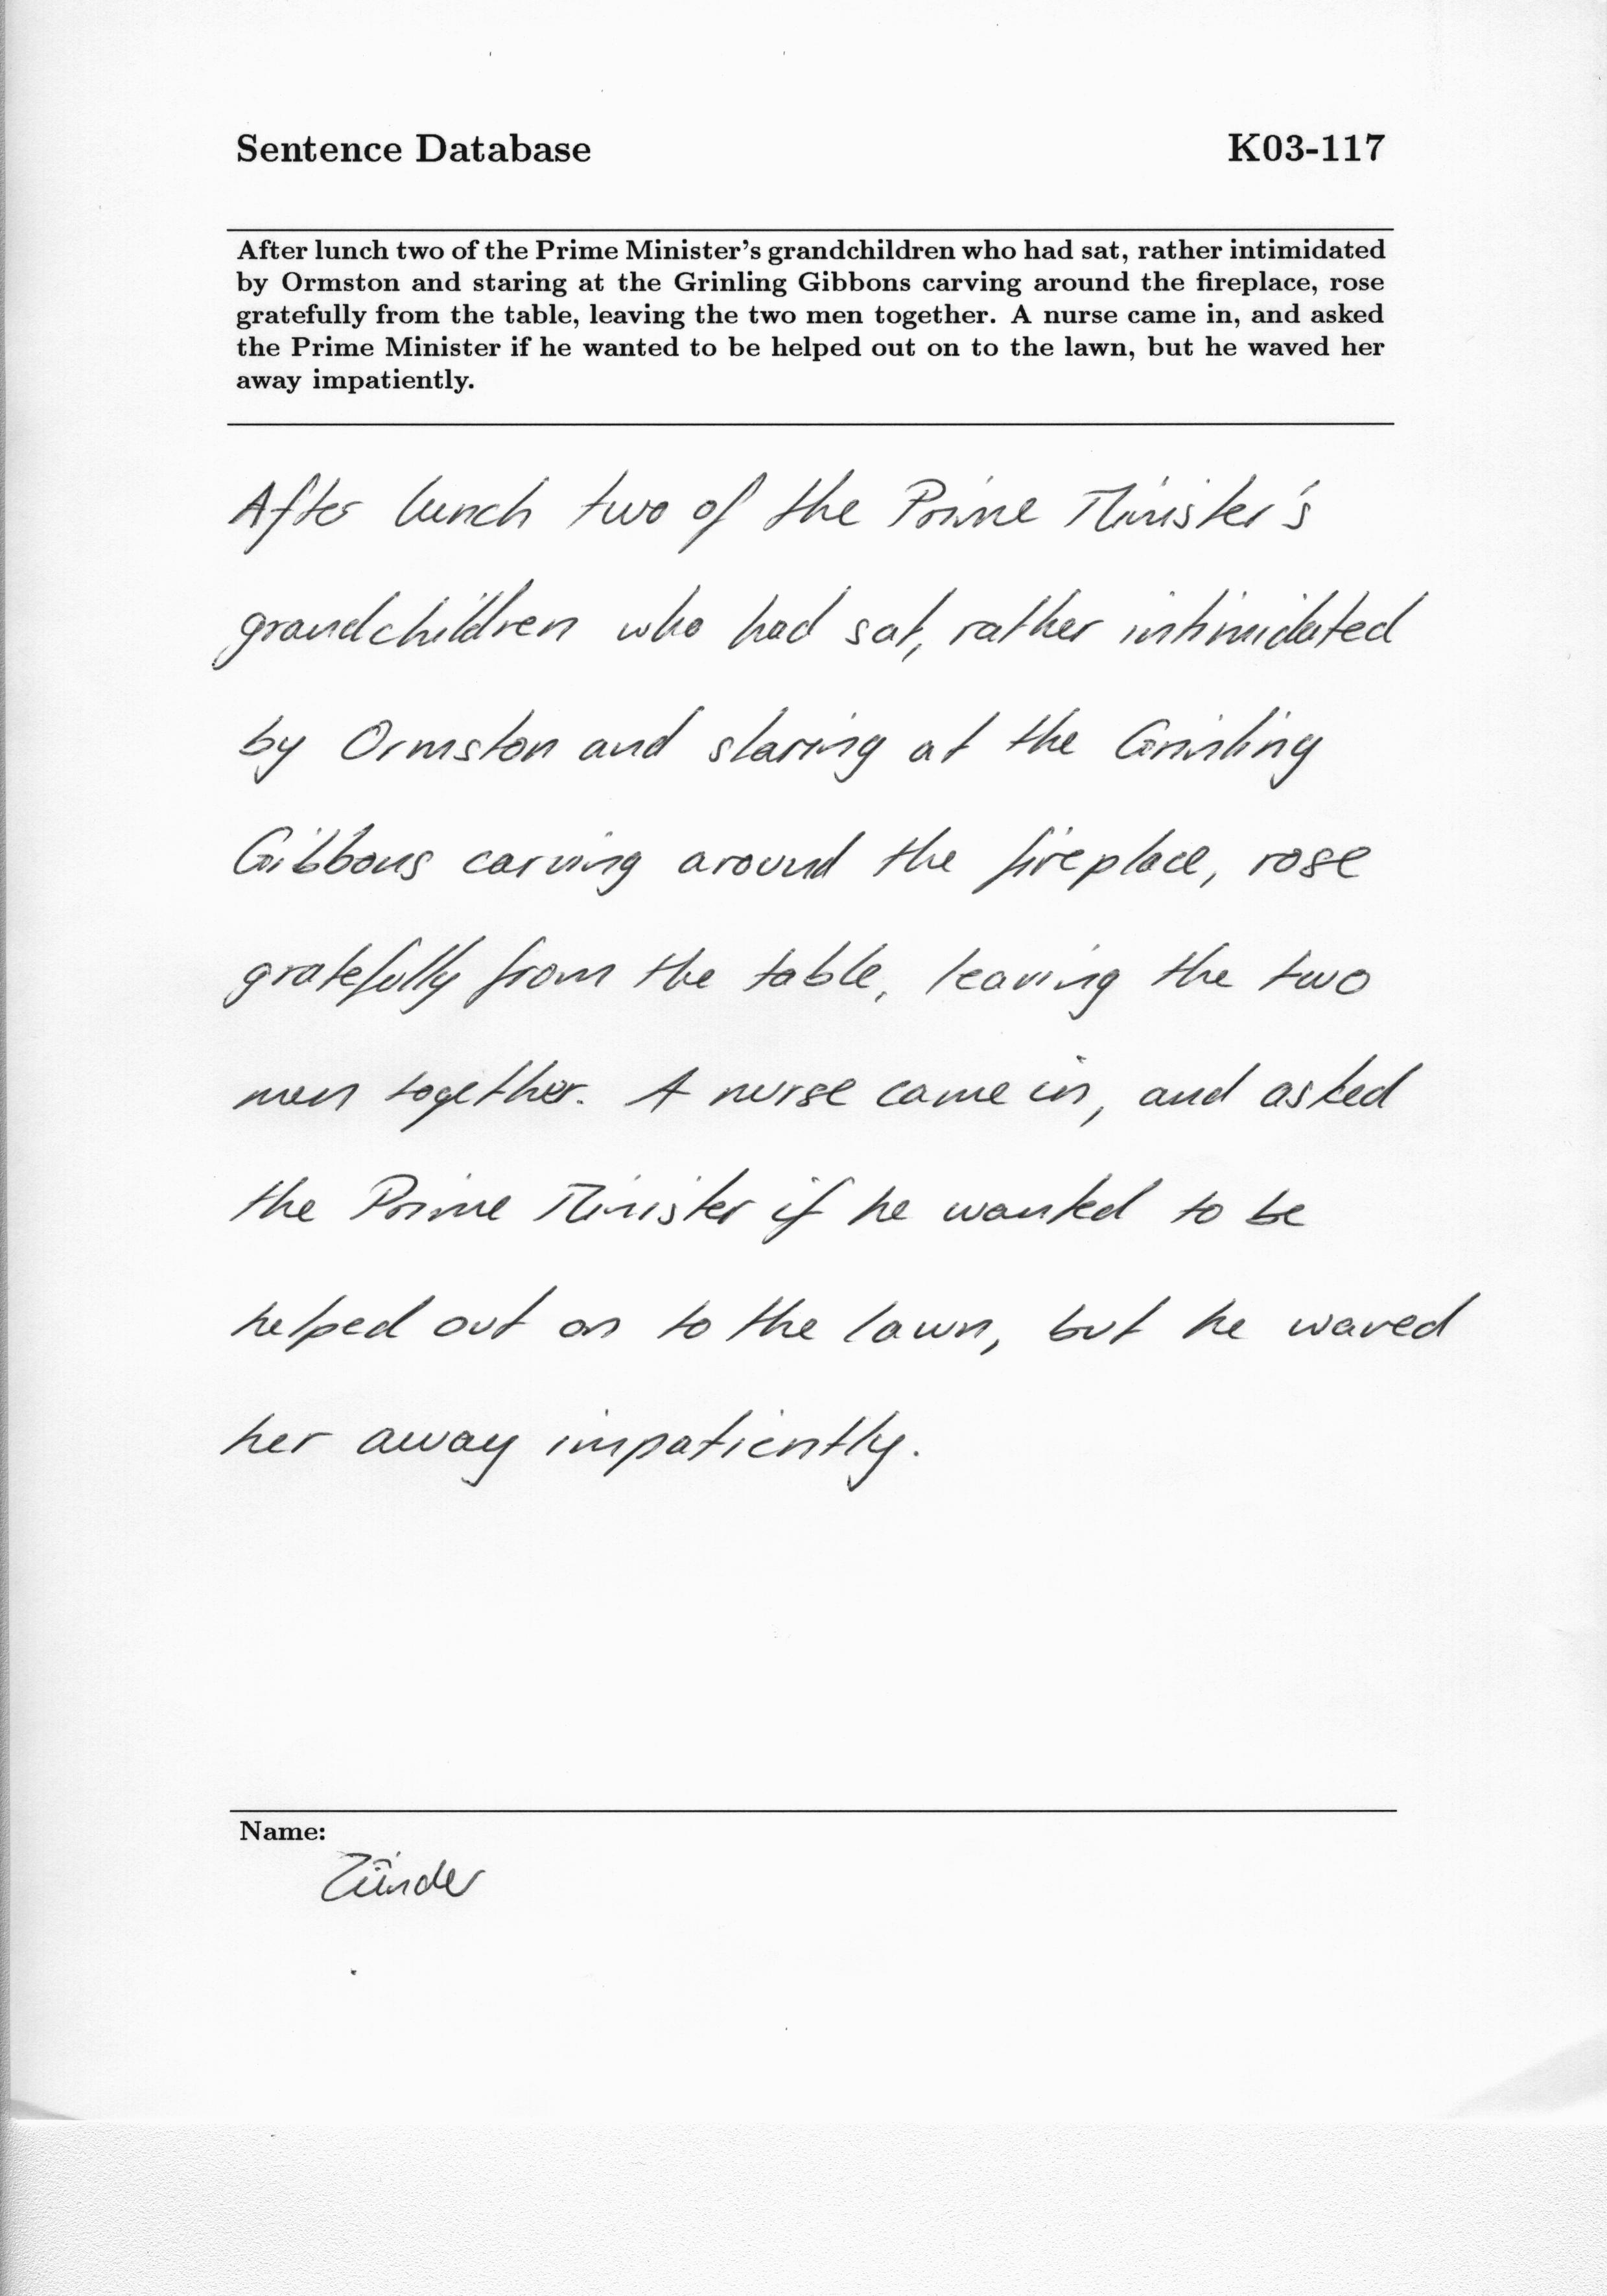 Sentence Database K03-117
After lunch two of the Prime Minister's grandchildren who had sat, rather intimidated
by Ormston and staring at the Grinling Gibbons carving around the fireplace, rose
gratefully from the table, leaving the two men together. A nurse came in, and asked
the Prime Minister if he wanted to be helped out on to the lawn, but he waved her
away impatiently.
After lunch two of the Prime Minister's
grandchildren who had sat, rather intimidated
by Ormston and staring at the Grinling
Gibbons carving around the fireplace, rose
gratefully from the table, leaving the two
men together. A nurse came in, and asked
the Prime Minister if he wanted to be
helped out on to the lawn, but he waved
her away impatiently.
Name:
Zünder